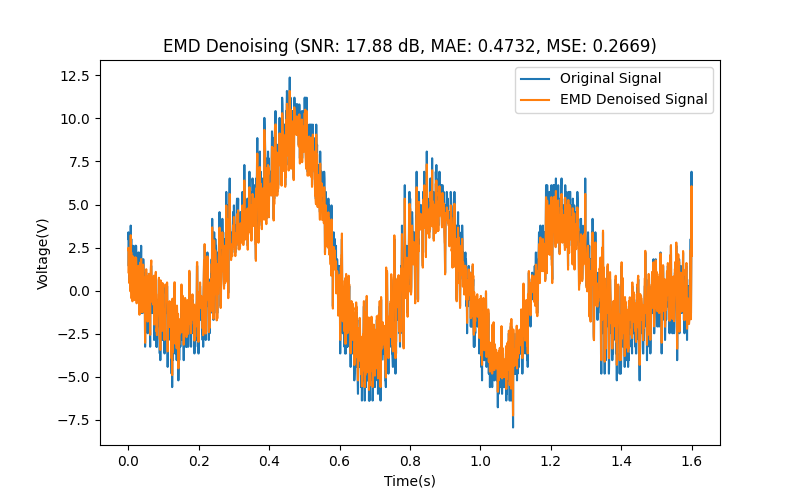 EMD Denoising (SNR: 17.88 dB, MAE: 0.4732, MSE: 0.2669)
Original Signal
EMD Denoised Signal
12.5
10.0
7.5
5.0
2.5
0.0
−2.5
−5.0
−7.5
Voltage(V)
0.0 0.2 0.4 0.6 0.8 1.0 1.2 1.4 1.6
Time(s)